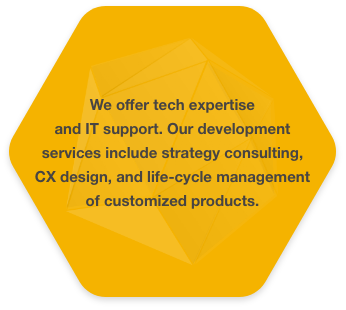 We offer tech expertise
and IT support. Our development
services include strategy consulting,
CX design, and life-cycle management
of customized products.